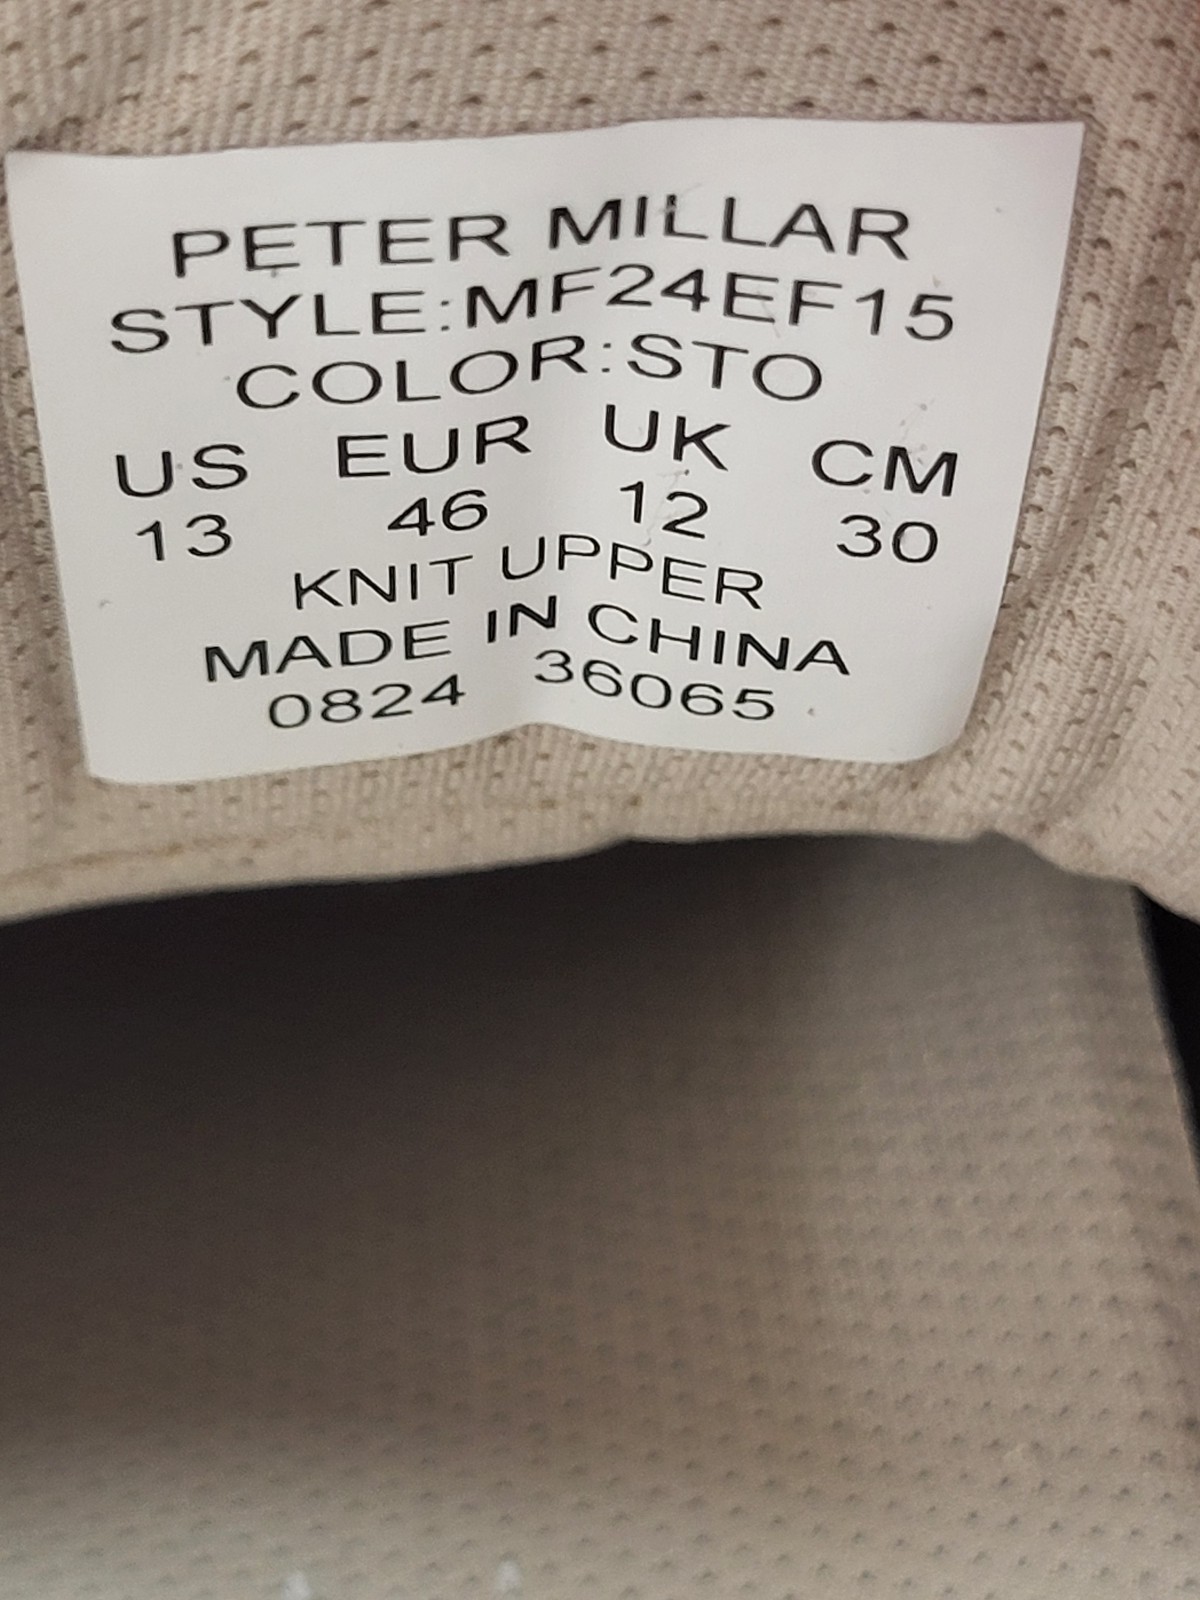 PETER MILLAR
STYLE:MF24EF15
COLOR:STO
US EUR UK CM
13 46 12 30
KNIT UPPER
MADE IN CHINA
0824 36065